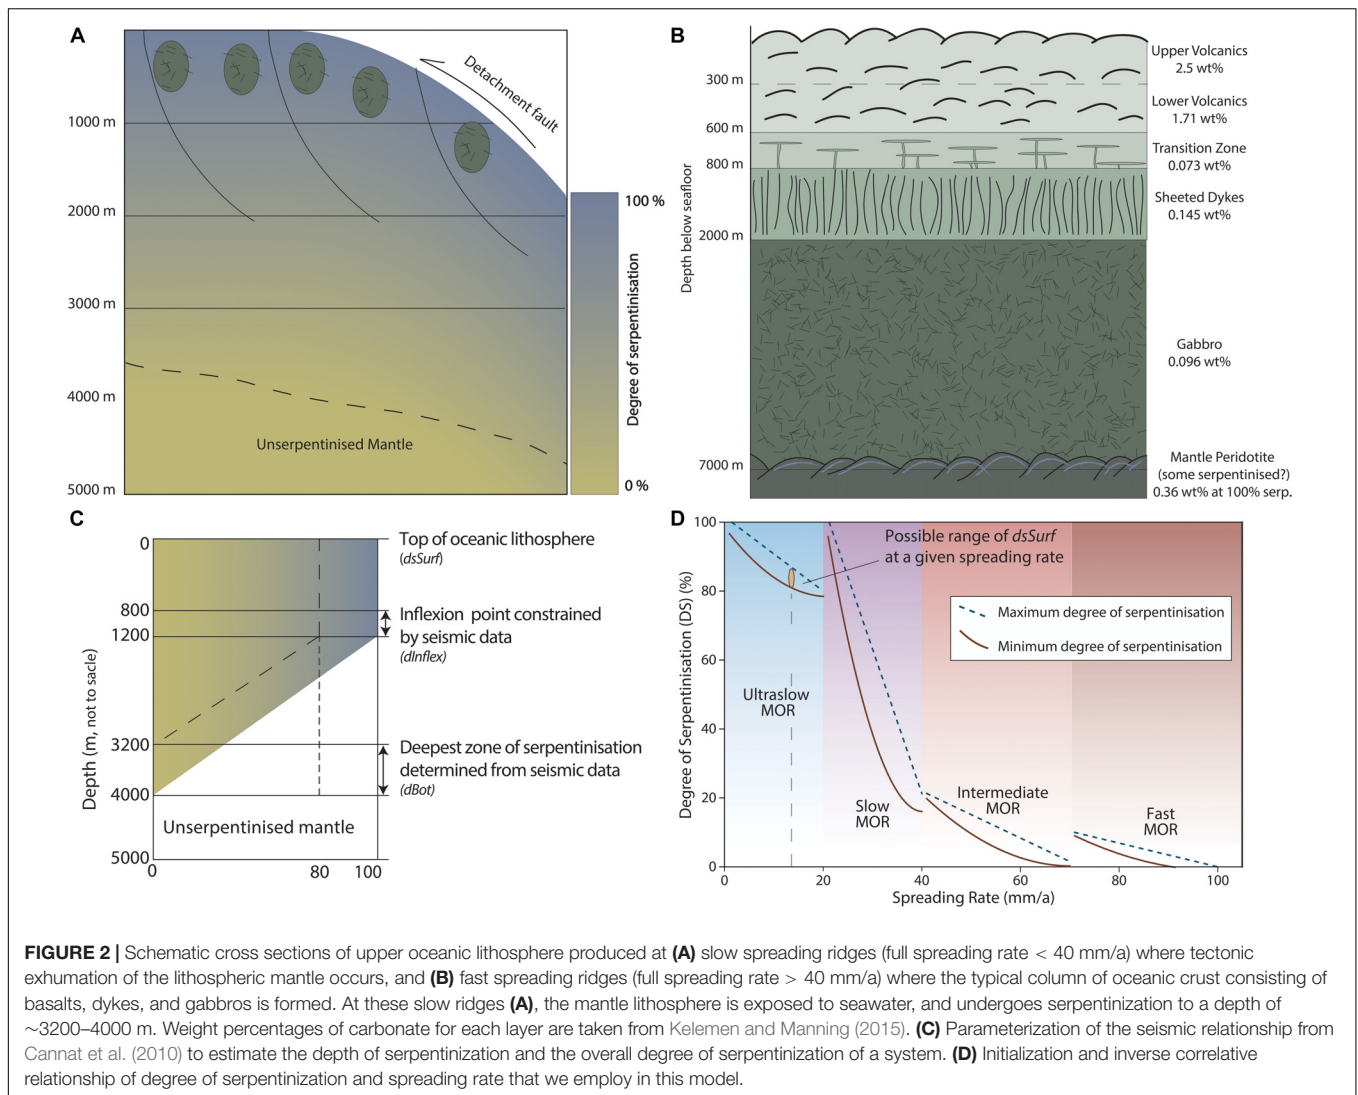 A
Detachment fault
1000 m
2000 m
3000 m
4000 m
5000 m
Unserpentinised Mantle
100 %
Degree of serpentinisation
0 %
B
Depth below seafloor
300 m
600 m
800 m
2000 m
7000 m
Upper Volcanics
2.5 wt%
Lower Volcanics
1.71 wt%
Transition Zone
0.073 wt%
Sheeted Dykes
0.145 wt%
Gabbro
0.096 wt%
Mantle Peridotite
(some serpentinised?)
0.36 wt% at 100% serp.
C
Depth (m, not to sacle)
0
800
1200
3200
4000
5000
0 80 100
Unserpentinised mantle
Top of oceanic lithosphere
(dsSurf)
Inflexion point constrained
by seismic data
(dInflex)
Deepest zone of serpentinisation
determined from seismic data
(dBot)
D
Degree of Serpentinisation (DS) (%)
100
80
60
40
20
0
0 20 40 60 80 100
Spreading Rate (mm/a)
Possible range of dsSurf
at a given spreading rate
Maximum degree of serpentinisation
Minimum degree of serpentinisation
Ultraslow
MOR
Slow
MOR
Intermediate
MOR
Fast
MOR
FIGURE 2 | Schematic cross sections of upper oceanic lithosphere produced at (A) slow spreading ridges (full spreading rate < 40 mm/a) where tectonic
exhumation of the lithospheric mantle occurs, and (B) fast spreading ridges (full spreading rate > 40 mm/a) where the typical column of oceanic crust consisting of
basalts, dykes, and gabbros is formed. At these slow ridges (A), the mantle lithosphere is exposed to seawater, and undergoes serpentinization to a depth of
~3200–4000 m. Weight percentages of carbonate for each layer are taken from Kelemen and Manning (2015). (C) Parameterization of the seismic relationship from
Cannat et al. (2010) to estimate the depth of serpentinization and the overall degree of serpentinization of a system. (D) Initialization and inverse correlative
relationship of degree of serpentinization and spreading rate that we employ in this model.